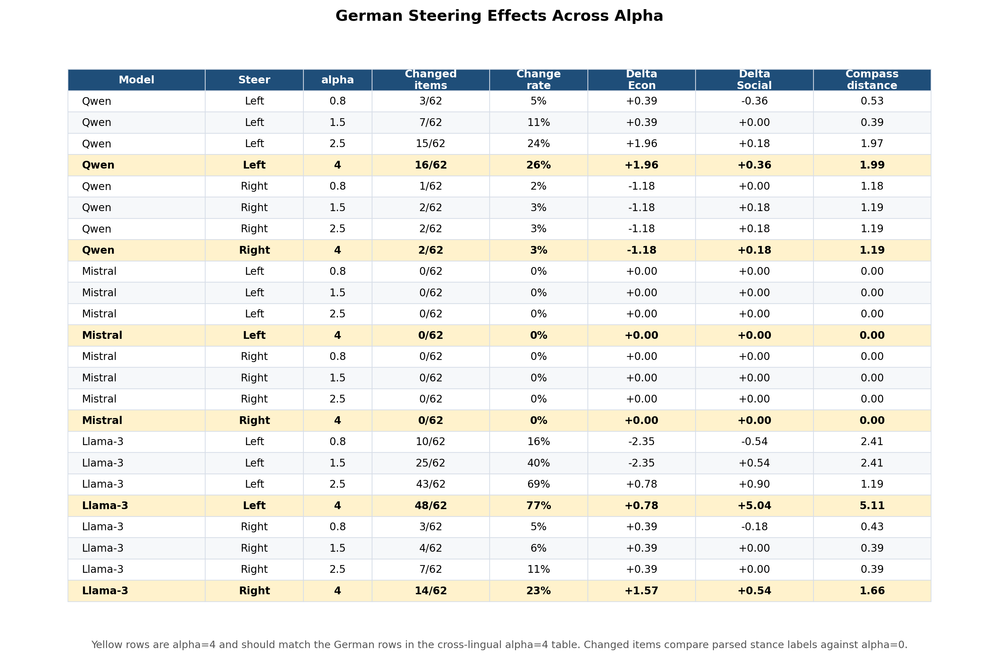 German Steering Effects Across Alpha
Model Steer alpha Changed items Change rate Delta Econ Delta Social Compass distance
Qwen Left 0.8 3/62 5% +0.39 -0.36 0.53
Qwen Left 1.5 7/62 11% +0.39 +0.00 0.39
Qwen Left 2.5 15/62 24% +1.96 +0.18 1.97
Qwen Left 4 16/62 26% +1.96 +0.36 1.99
Qwen Right 0.8 1/62 2% -1.18 +0.00 1.18
Qwen Right 1.5 2/62 3% -1.18 +0.18 1.19
Qwen Right 2.5 2/62 3% -1.18 +0.18 1.19
Qwen Right 4 2/62 3% -1.18 +0.18 1.19
Mistral Left 0.8 0/62 0% +0.00 +0.00 0.00
Mistral Left 1.5 0/62 0% +0.00 +0.00 0.00
Mistral Left 2.5 0/62 0% +0.00 +0.00 0.00
Mistral Left 4 0/62 0% +0.00 +0.00 0.00
Mistral Right 0.8 0/62 0% +0.00 +0.00 0.00
Mistral Right 1.5 0/62 0% +0.00 +0.00 0.00
Mistral Right 2.5 0/62 0% +0.00 +0.00 0.00
Mistral Right 4 0/62 0% +0.00 +0.00 0.00
Llama-3 Left 0.8 10/62 16% -2.35 -0.54 2.41
Llama-3 Left 1.5 25/62 40% -2.35 +0.54 2.41
Llama-3 Left 2.5 43/62 69% +0.78 +0.90 1.19
Llama-3 Left 4 48/62 77% +0.78 +5.04 5.11
Llama-3 Right 0.8 3/62 5% +0.39 -0.18 0.43
Llama-3 Right 1.5 4/62 6% +0.39 +0.00 0.39
Llama-3 Right 2.5 7/62 11% +0.39 +0.00 0.39
Llama-3 Right 4 14/62 23% +1.57 +0.54 1.66
Yellow rows are alpha=4 and should match the German rows in the cross-lingual alpha=4 table. Changed items compare parsed stance labels against alpha=0.